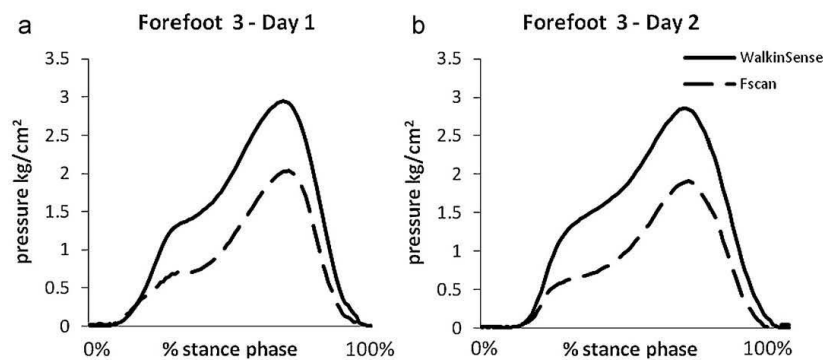 a
Forefoot 3 - Day 1
3.5
3
2.5
2
1.5
1
0.5
0
pressure kg/cm²
0%
% stance phase
100%
b
Forefoot 3 - Day 2
3.5
3
2.5
2
1.5
1
0.5
0
pressure kg/cm²
0%
% stance phase
100%
WalkinSense
Fscan